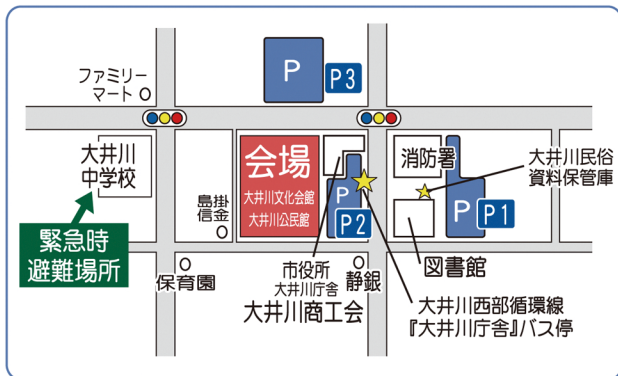 ファミリー
マート
P
P3
大井川
中学校
緊急時
避難場所
島掛
信金
会場
大井川文化会館
大井川公民館
P
P2
消防署
大井川民俗
資料保管庫
P
P1
保育園
市役所
大井川庁舎
大井川商工会
静銀
図書館
大井川西部循環線
『大井川庁舎』バス停